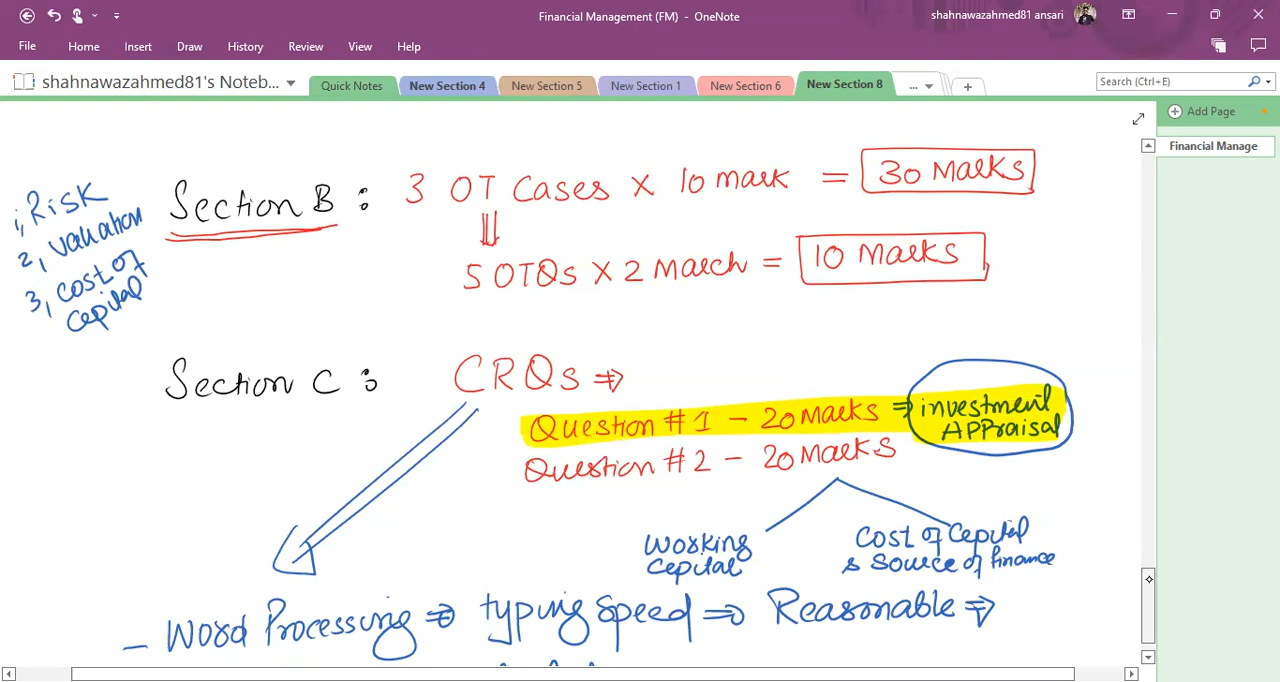 Financial Management (FM) - OneNote
shahnawazahmed81 ansari
File Home Insert Draw History Review View Help
shahnawazahmed81's Noteb...
Quick Notes
New Section 4
New Section 5
New Section 1
New Section 6
New Section 8
...
Search (Ctrl+E)
Add Page
Financial Manage
1, Risk
2, valuation
3, cost of
capital
Section B :
3 OT Cases x 10 mark = 30 Marks
5 OTQs x 2 March = 10 Marks
Section C :
CRQs ⇒
Question #1 - 20 Marks ⇒ investment
APPraisal
Question #2 - 20 Marks
Working
Capital
Cost of Capital
& Source of finance
- Word Processing ⇒ typing speed ⇒ Reasonable ⇒